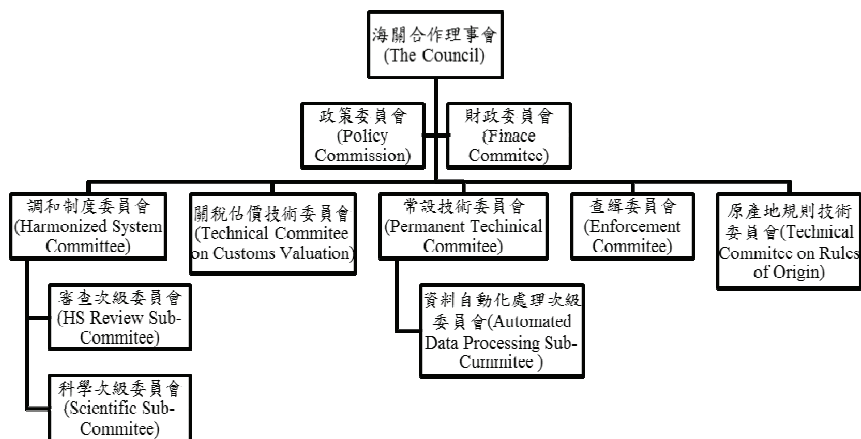 海關合作理事會
(The Council)
政策委員會
(Policy
Commission)
財政委員會
(Finace
Commitee)
調和制度委員會
(Harmonized System
Committee)
關稅估價技術委員會
(Technical Commitee
on Customs Valuation)
常設技術委員會
(Permanent Techinical
Committee)
查緝委員會
(Enforcement
Commitee)
原產地規則技術
委員會(Technical
Commitee on Rules
of Origin)
審查次級委員會
(HS Review Sub-
Commitee)
資料自動化處理次級
委員會(Automated
Data Processing Sub-
Cummittee )
科學次級委員會
(Scientific Sub-
Commitee)